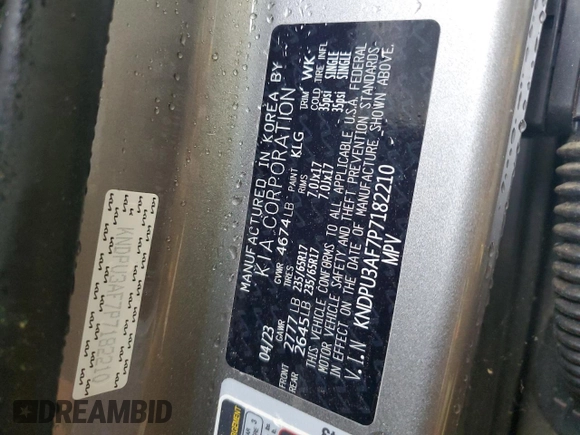 MANUFACTURED IN KOREA BY
KIA CORPORATION
04/23 GVWR 4674LB PAINT KLG TRIM WK
GAWR TIRES RIMS COLD TIRE INFL
FRONT 2777LB 235/65R17 7.0Jx17 35psi SINGLE
REAR 2645LB 235/65R17 7.0Jx17 35psi SINGLE
THIS VEHICLE CONFORMS TO ALL APPLICABLE U.S.A FEDERAL
MOTOR VEHICLE SAFETY AND THEFT PREVENTION STANDARDS
IN EFFECT ON THE DATE OF MANUFACTURE SHOWN ABOVE.
V.I.N KNDPU3AF7P7182210
MPV
KNDPU3AF7P7182210
DREAMBID